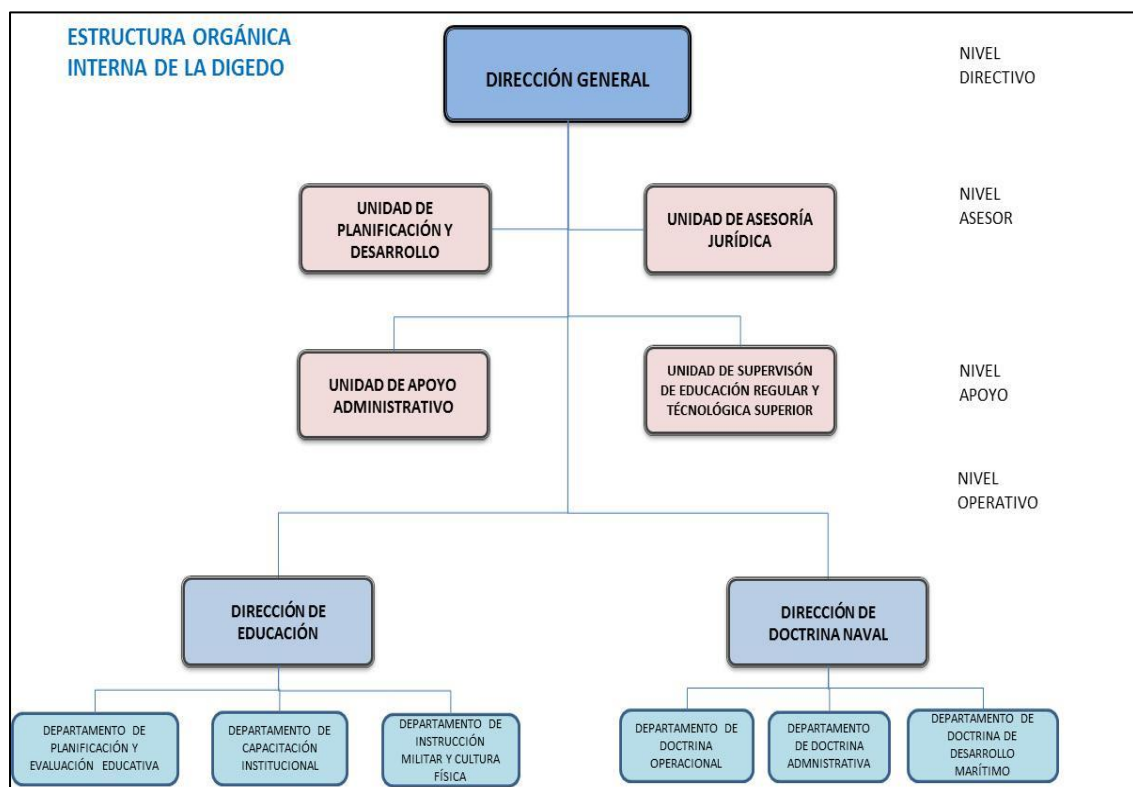 ESTRUCTURA ORGÁNICA
INTERNA DE LA DIGEDO
DIRECCIÓN GENERAL
NIVEL
DIRECTIVO
UNIDAD DE
PLANIFICACIÓN Y
DESARROLLO
UNIDAD DE ASESORÍA
JURÍDICA
NIVEL
ASESOR
UNIDAD DE APOYO
ADMINISTRATIVO
UNIDAD DE SUPERVISÓN
DE EDUCACIÓN REGULAR Y
TÉCNOLÓGICA SUPERIOR
NIVEL
APOYO
NIVEL
OPERATIVO
DIRECCIÓN DE
EDUCACIÓN
DIRECCIÓN DE
DOCTRINA NAVAL
DEPARTAMENTO DE
PLANIFICACIÓN Y
EVALUACIÓN EDUCATIVA
DEPARTAMENTO DE
CAPACITACIÓN
INSTITUCIONAL
DEPARTAMENTO DE
INSTRUCCIÓN
MILITAR Y CULTURA
FÍSICA
DEPARTAMENTO DE
DOCTRINA
OPERACIONAL
DEPARTAMENTO
DE DOCTRINA
ADMNISTRATIVA
DEPARTAMENTO DE
DOCTRINA DE
DESARROLLO
MARÍTIMO